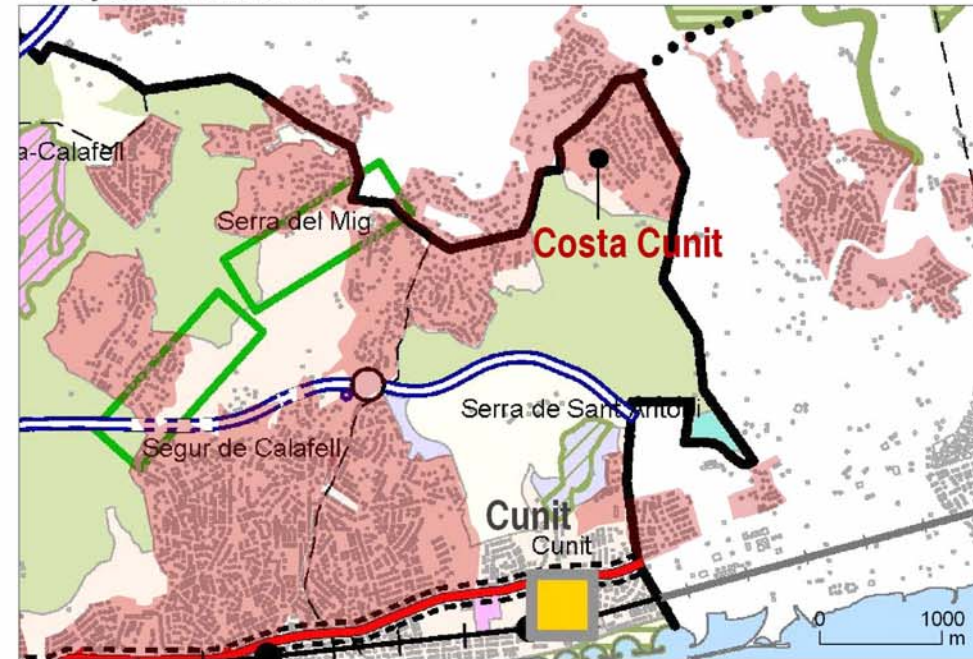 a-Calafell
Serra del Mig
Costa Cunit
Serra de Sant Antoni
Segur de Calafell
Cunit
Cunit
0 1000
m